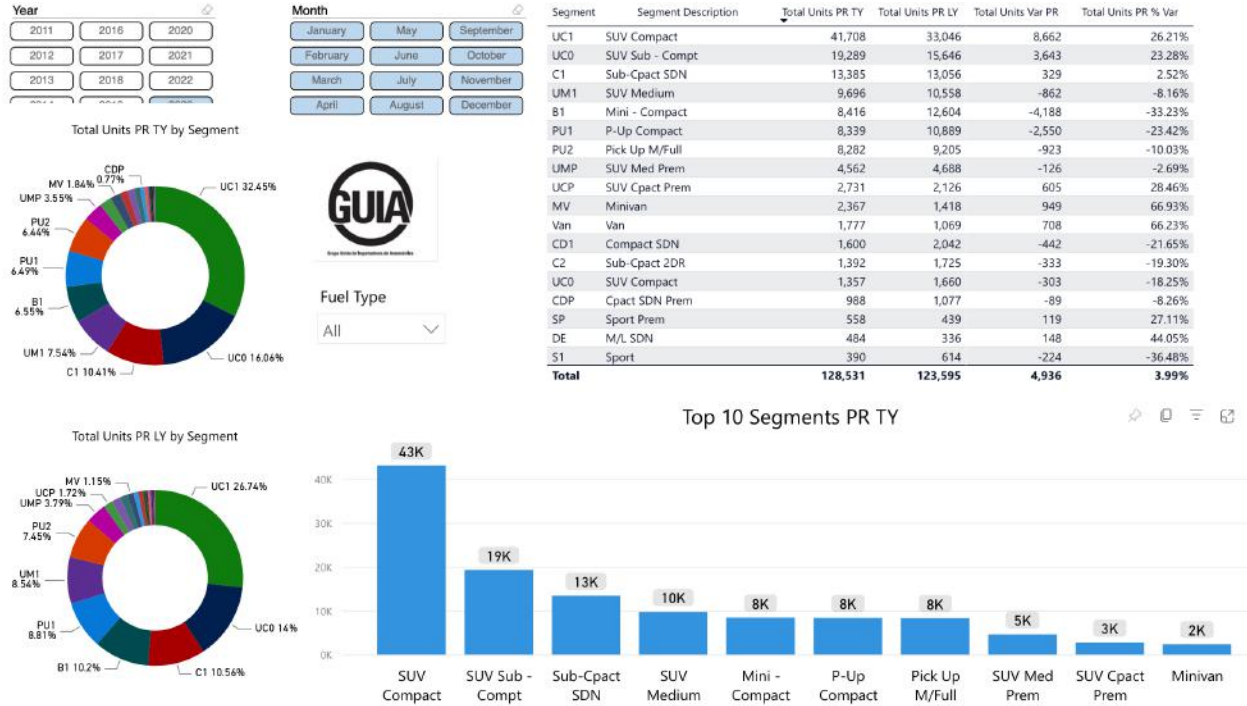 Year
2011 2016 2020
2012 2017 2021
2013 2018 2022
Month
January May September
February June October
March July November
April August December
Total Units PR TY by Segment
CDP
0.77%
MV 1.84%
UMP 3.55%
PU2
6.44%
PU1
6.49%
B1
6.55%
UM1 7.54%
C1 10.41%
UC0 16.06%
UC1 32.45%
GUIA
Fuel Type
All
Segment Segment Description Total Units PR TY Total Units PR LY Total Units Var PR Total Units PR % Var
UC1 SUV Compact 41,708 33,046 8,662 26.21%
UC0 SUV Sub - Compt 19,289 15,646 3,643 23.28%
C1 Sub-Cpact SDN 13,385 13,056 329 2.52%
UM1 SUV Medium 9,696 10,558 -862 -8.16%
B1 Mini - Compact 8,416 12,604 -4,188 -33.23%
PU1 P-Up Compact 8,339 10,889 -2,550 -23.42%
PU2 Pick Up M/Full 8,282 9,205 -923 -10.03%
UMP SUV Med Prem 4,562 4,688 -126 -2.69%
UCP SUV Cpact Prem 2,731 2,126 605 28.46%
MV Minivan 2,367 1,418 949 66.93%
Van Van 1,777 1,069 708 66.23%
CD1 Compact SDN 1,600 2,042 -442 -21.65%
C2 Sub-Cpact 2DR 1,392 1,725 -333 -19.30%
UC0 SUV Compact 1,357 1,660 -303 -18.25%
CDP Cpact SDN Prem 988 1,077 -89 -8.26%
SP Sport Prem 558 439 119 27.11%
DE M/L SDN 484 336 148 44.05%
S1 Sport 390 614 -224 -36.48%
Total 128,531 123,595 4,936 3.99%
Total Units PR LY by Segment
MV 1.15%
UCP 1.72%
UMP 3.79%
PU2
7.45%
UM1
8.54%
PU1
8.81%
B1 10.2%
C1 10.56%
UC0 14%
UC1 26.74%
Top 10 Segments PR TY
40K
30K
20K
10K
0K
43K
19K
13K
10K
8K
8K
8K
5K
3K
2K
SUV Compact
SUV Sub - Compt
Sub-Cpact SDN
SUV Medium
Mini - Compact
P-Up Compact
Pick Up M/Full
SUV Med Prem
SUV Cpact Prem
Minivan